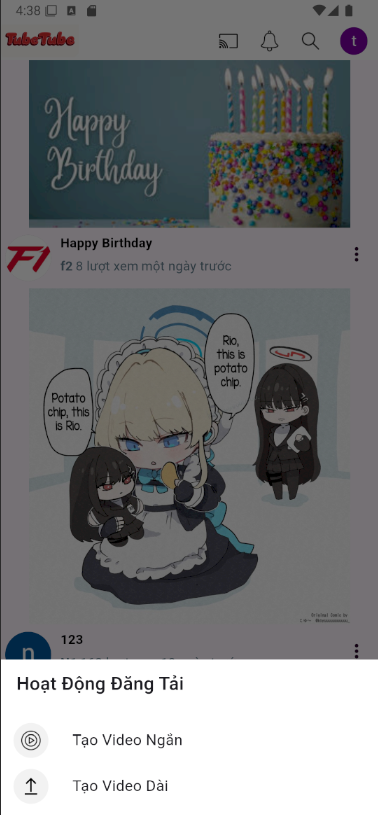 4:38
TubeTube
t
Happy
Birthday
Happy Birthday
f2 8 lượt xem một ngày trước
F1
Rio,
this is
potato
chip.
Potato
chip, this
is Rio.
123
n
Hoạt Động Đăng Tải
Tạo Video Ngắn
Tạo Video Dài